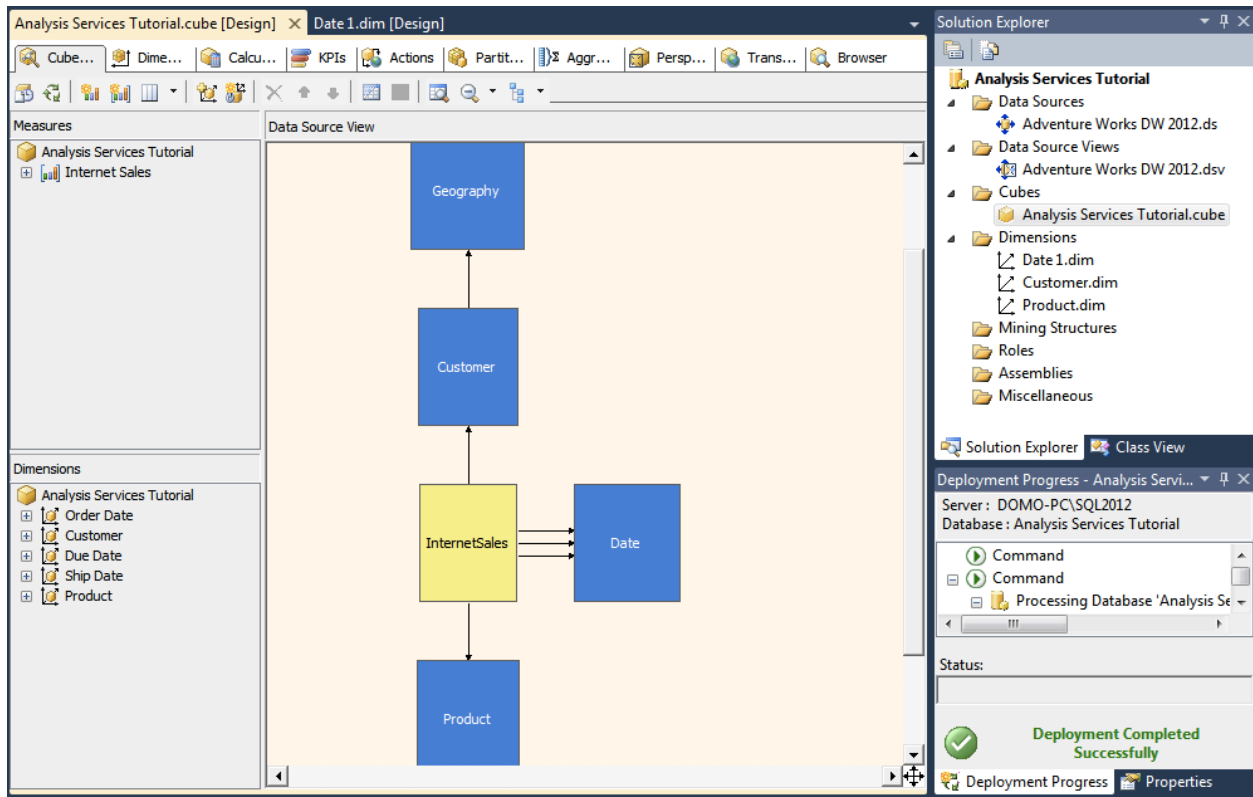 Analysis Services Tutorial.cube [Design]
Date 1.dim [Design]
Cube...
Dime...
Calcu...
KPIs
Actions
Partit...
Aggr...
Persp...
Trans...
Browser
Measures
Analysis Services Tutorial
Internet Sales
Dimensions
Analysis Services Tutorial
Order Date
Customer
Due Date
Ship Date
Product
Data Source View
Geography
Customer
InternetSales
Date
Product
Solution Explorer
Analysis Services Tutorial
Data Sources
Adventure Works DW 2012.ds
Data Source Views
Adventure Works DW 2012.dsv
Cubes
Analysis Services Tutorial.cube
Dimensions
Date 1.dim
Customer.dim
Product.dim
Mining Structures
Roles
Assemblies
Miscellaneous
Solution Explorer
Class View
Deployment Progress - Analysis Servi...
Server : DOMO-PC\SQL2012
Database : Analysis Services Tutorial
Command
Command
Processing Database 'Analysis Se
Status:
Deployment Completed
Successfully
Deployment Progress
Properties